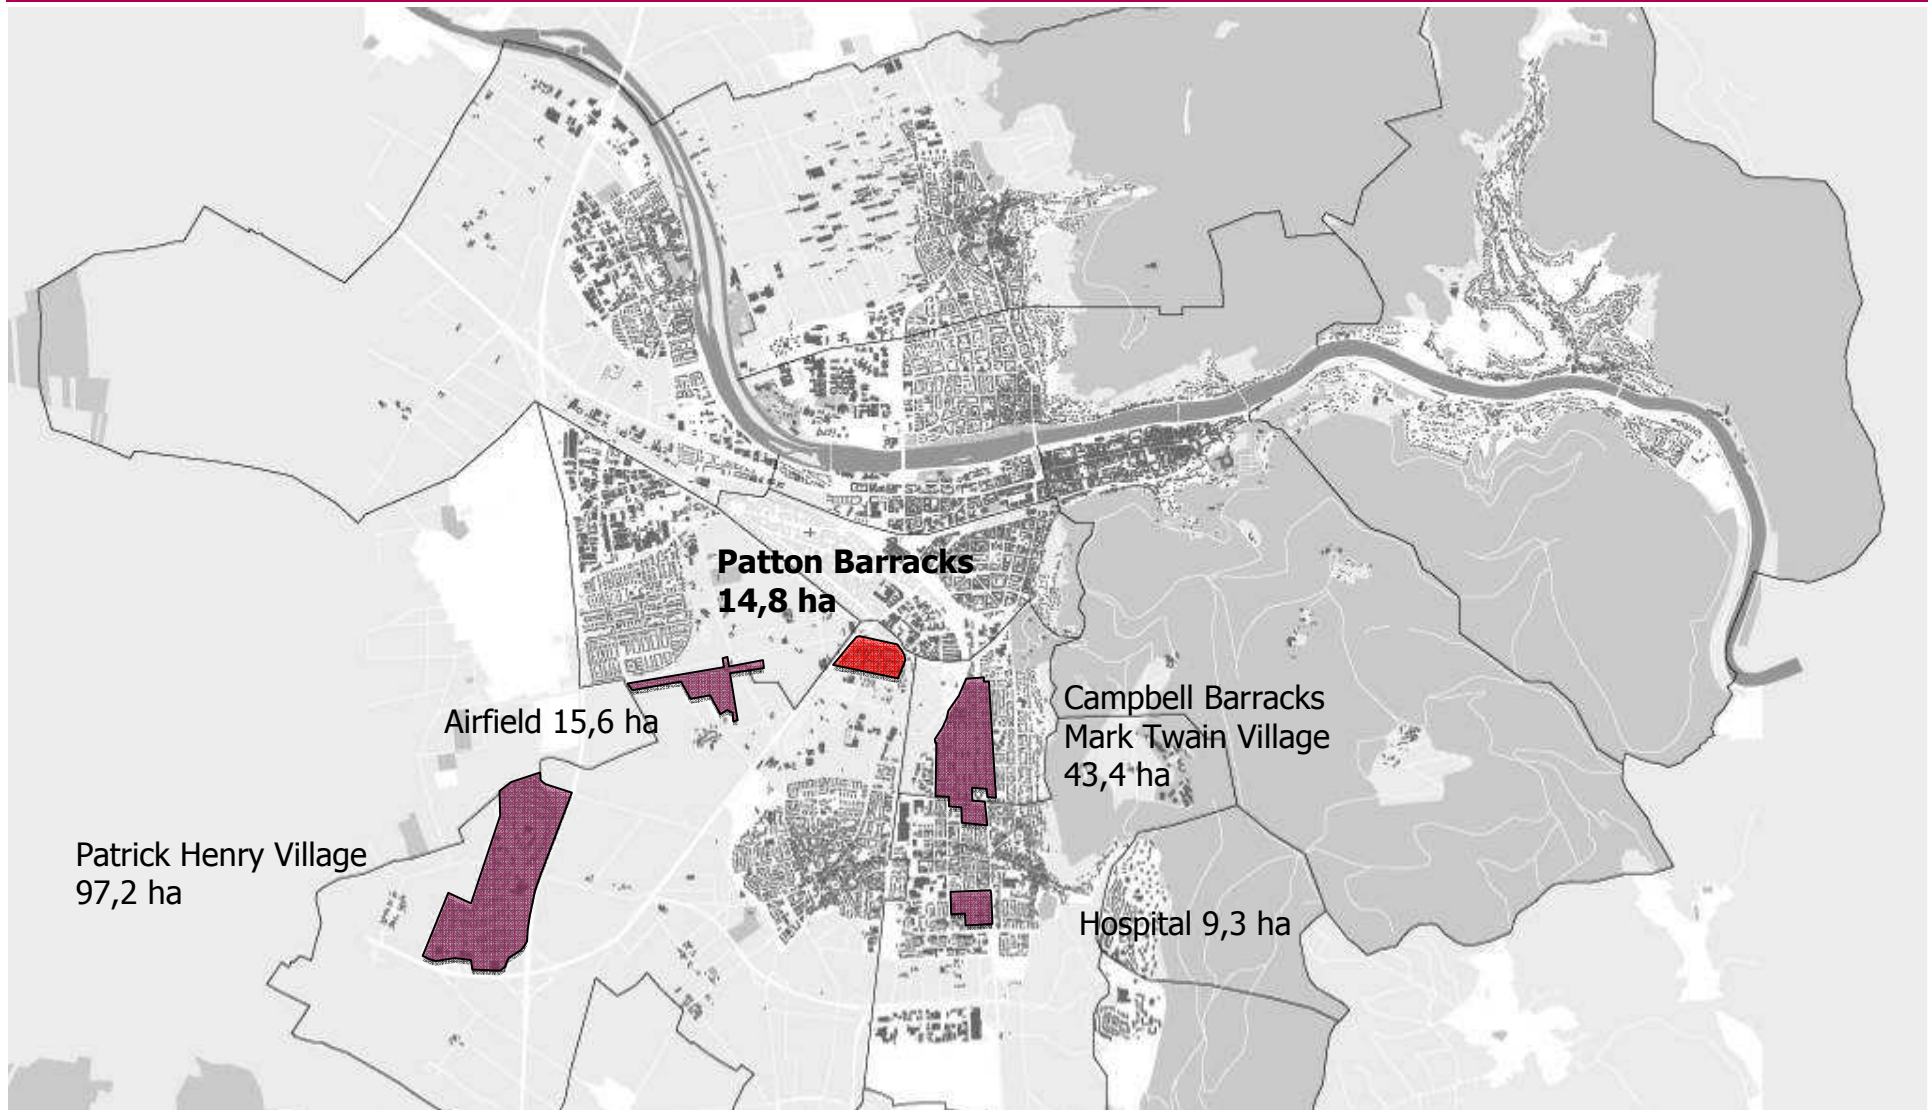 Patton Barracks
14,8 ha
Campbell Barracks
Mark Twain Village
43,4 ha
Airfield 15,6 ha
Patrick Henry Village
97,2 ha
Hospital 9,3 ha